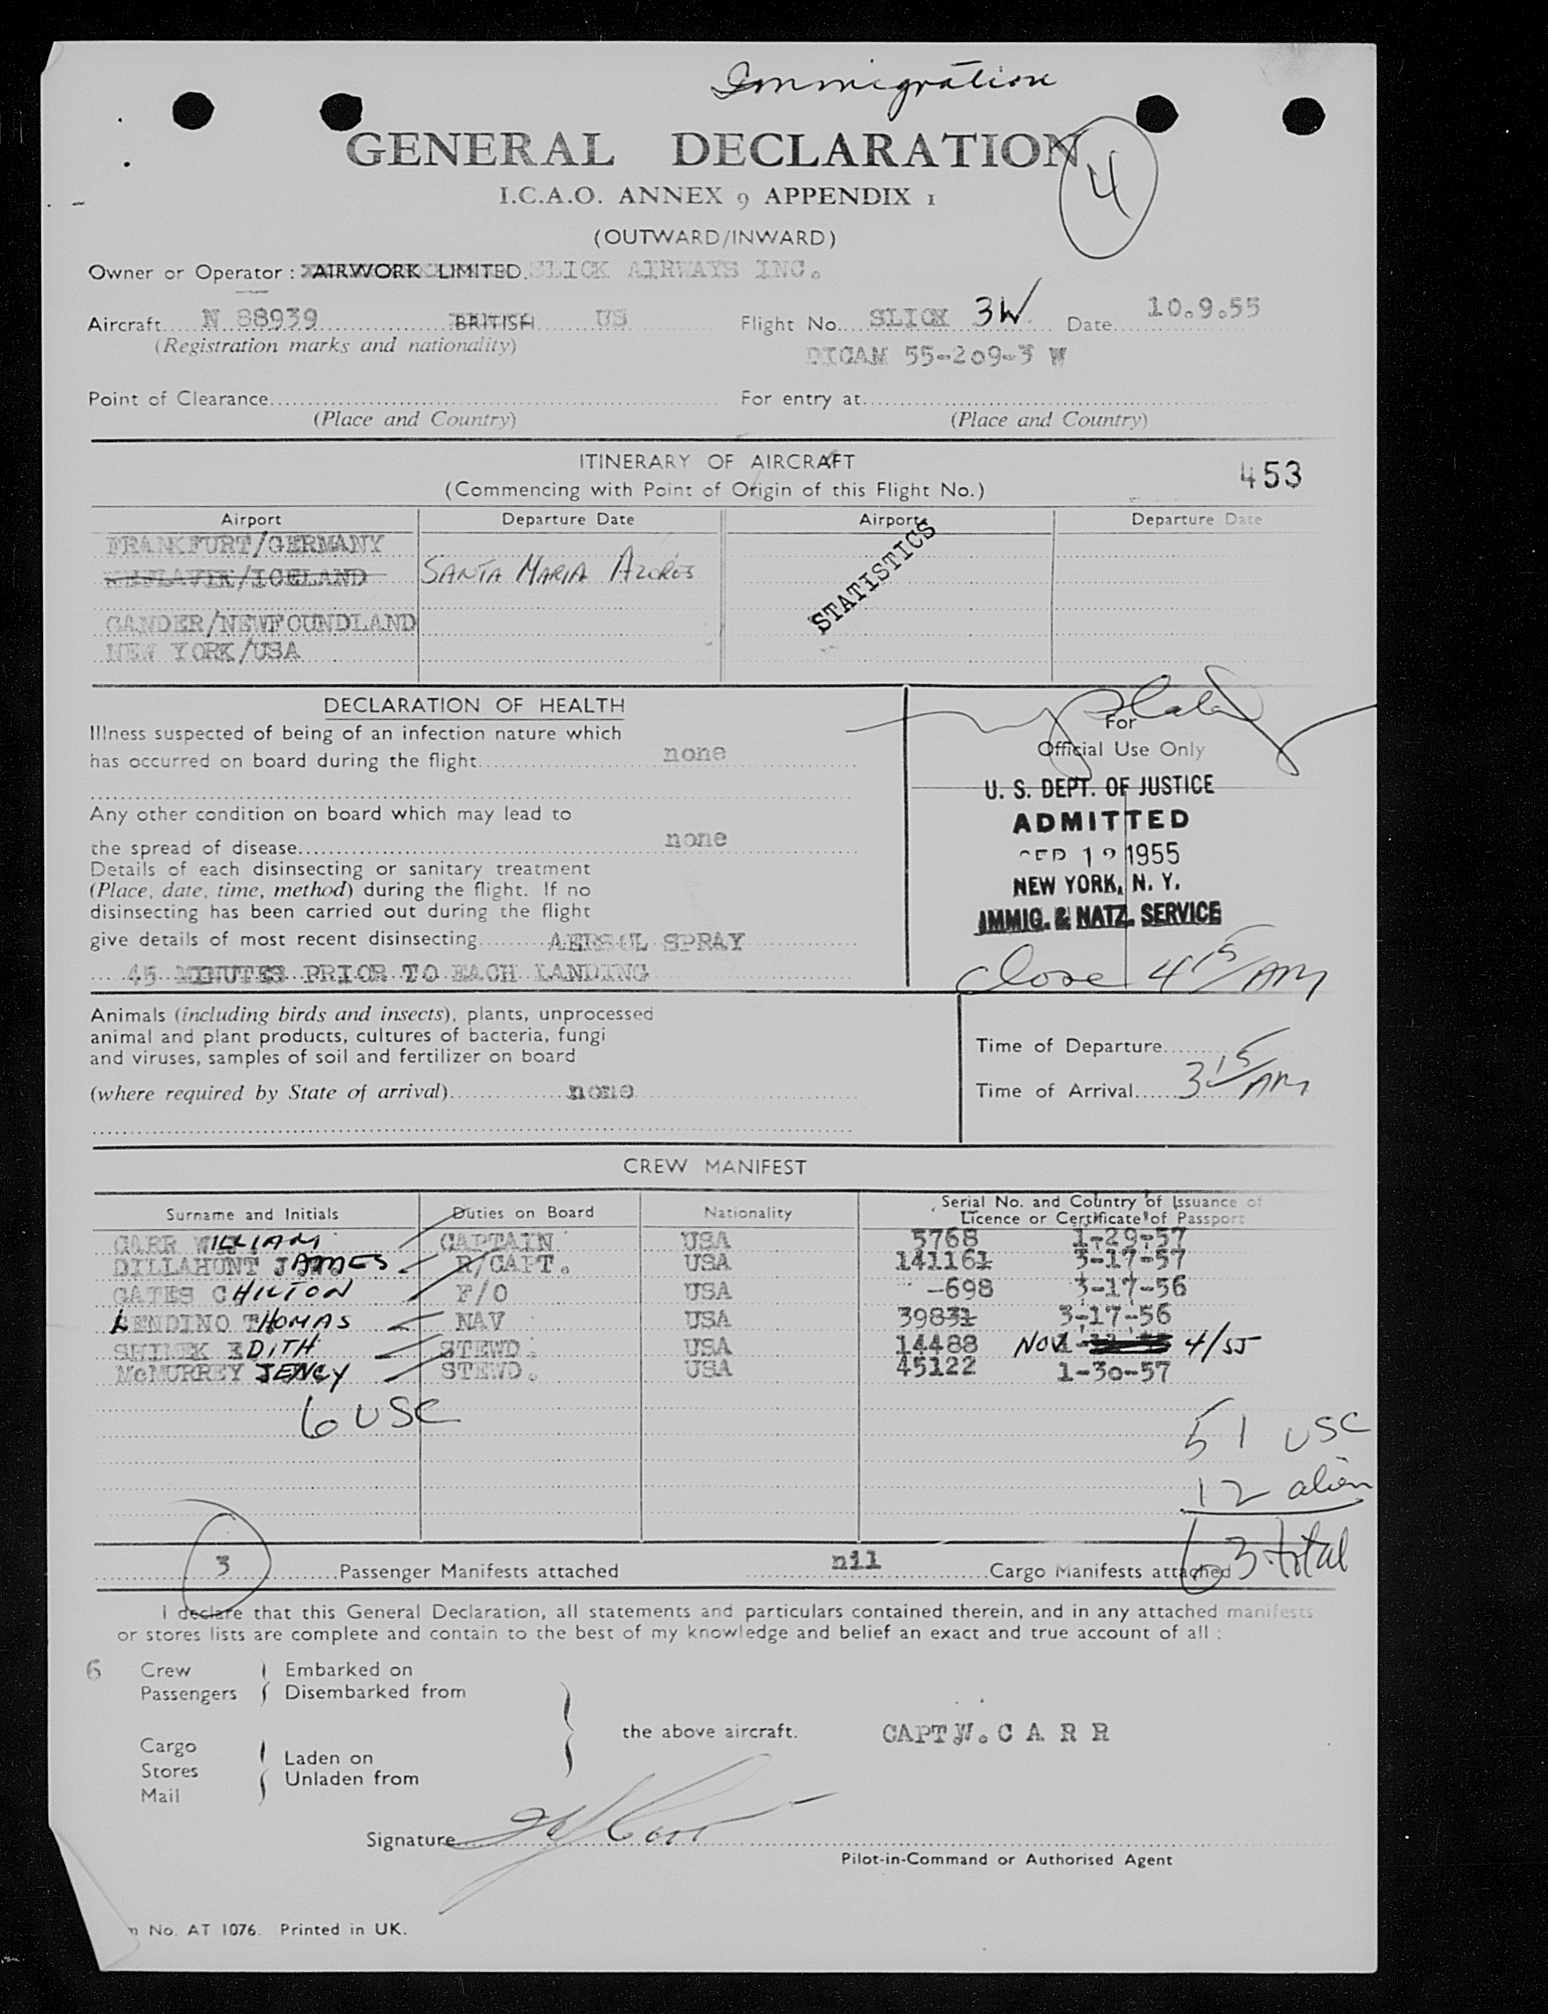 Immigration
GENERAL DECLARATION
4
I.C.A.O. ANNEX 9 APPENDIX 1
(OUTWARD/INWARD)
Owner or Operator : AIRWORK LIMITED. SLICK AIRWAYS INC.
Aircraft N 88939 BRITISH US Flight No. SLICK 3W Date 10.9.55
(Registration marks and nationality) DICAM 55-209-3 W
Point of Clearance For entry at
(Place and Country) (Place and Country)
ITINERARY OF AIRCRAFT
(Commencing with Point of Origin of this Flight No.) 453
Airport Departure Date Airport Departure Date
FRANKFURT/GERMANY
KEFLAVIK/ICELAND SANTA MARIA AZORES
STATISTICS
GANDER/NEWFOUNDLAND
NEW YORK/USA
DECLARATION OF HEALTH
Illness suspected of being of an infection nature which
has occurred on board during the flight none
Any other condition on board which may lead to
the spread of disease none
Details of each disinsecting or sanitary treatment
(Place, date, time, method) during the flight. If no
disinsecting has been carried out during the flight
give details of most recent disinsecting AERSOL SPRAY
45 MINUTES PRIOR TO EACH LANDING
For
Official Use Only
U. S. DEPT. OF JUSTICE
ADMITTED
SEP 12 1955
NEW YORK, N. Y.
IMMIG. & NATZ. SERVICE
Close 4 15/AM
Animals (including birds and insects), plants, unprocessed
animal and plant products, cultures of bacteria, fungi
and viruses, samples of soil and fertilizer on board
(where required by State of arrival) none
Time of Departure
Time of Arrival 3 15/AM
CREW MANIFEST
Surname and Initials Duties on Board Nationality Serial No. and Country of Issuance of
Licence or Certificate of Passport
CARR WILLIAM CAPTAIN USA 5768 1-29-57
DILLAHUNT JAMES R/CAPT. USA 141161 3-17-57
GATES CHILTON F/O USA -698 3-17-56
LENDINO THOMAS NAV USA 39831 3-17-56
SHIMEK EDITH STEWD. USA 14488 NOV 4/55
McMURREY JENCY STEWD. USA 45122 1-30-57
6 USC
51 USC
12 alien
63 total
3 Passenger Manifests attached nil Cargo Manifests attached
I declare that this General Declaration, all statements and particulars contained therein, and in any attached manifests
or stores lists are complete and contain to the best of my knowledge and belief an exact and true account of all :
6 Crew Embarked on
Passengers Disembarked from
the above aircraft. CAPT W. C A R R
Cargo
Laden on
Stores
Unladen from
Mail
Signature
Pilot-in-Command or Authorised Agent
No. AT 1076. Printed in UK.